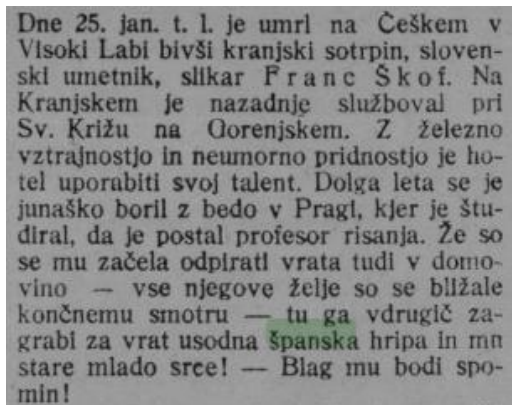 Dne 25. jan. t. l. je umrl na Češkem v
Visoki Labi bivši kranjski sotrpin, sloven-
ski umetnik, slikar Franc Škof. Na
Kranjskem je nazadnje služboval pri
Sv. Križu na Gorenjskem. Z železno
vztrajnostjo in neumorno pridnostjo je ho-
tel uporabiti svoj talent. Dolga leta se je
junaško boril z bedo v Pragi, kjer je štu-
diral, da je postal profesor risanja. Že so
se mu začela odpirati vrata tudi v domo-
vino — vse njegove želje so se bližale
končnemu smotru — tu ga vdrugič za-
grabi za vrat usodna španska hripa in mn
stare mlado srce! — Blag mu bodi spo-
min!